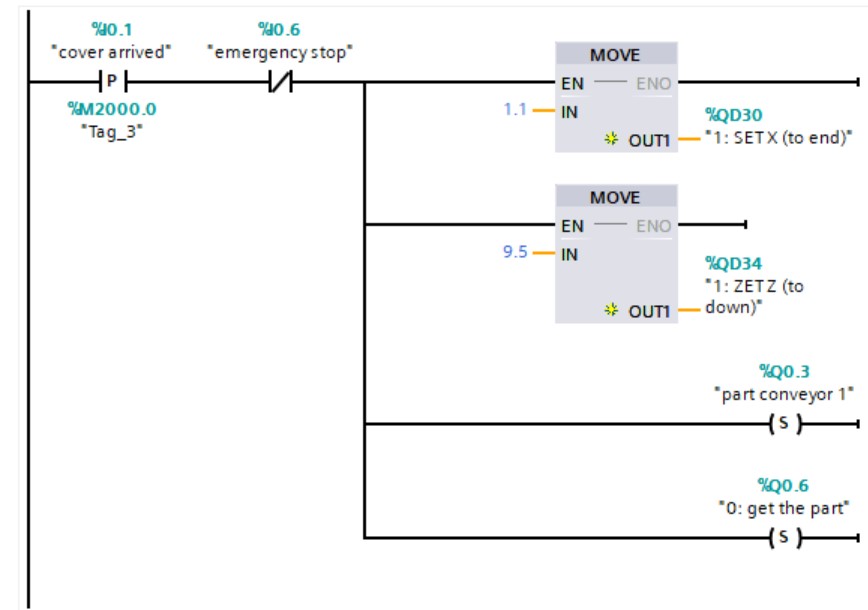 %I0.1
"cover arrived"
P
%M2000.0
"Tag_3"
%I0.6
"emergency stop"
MOVE
EN ENO
1.1 IN
OUT1
%QD30
"1: SET X (to end)"
MOVE
EN ENO
9.5 IN
OUT1
%QD34
"1: ZET Z (to
down)"
%Q0.3
"part conveyor 1"
S
%Q0.6
"0: get the part"
S